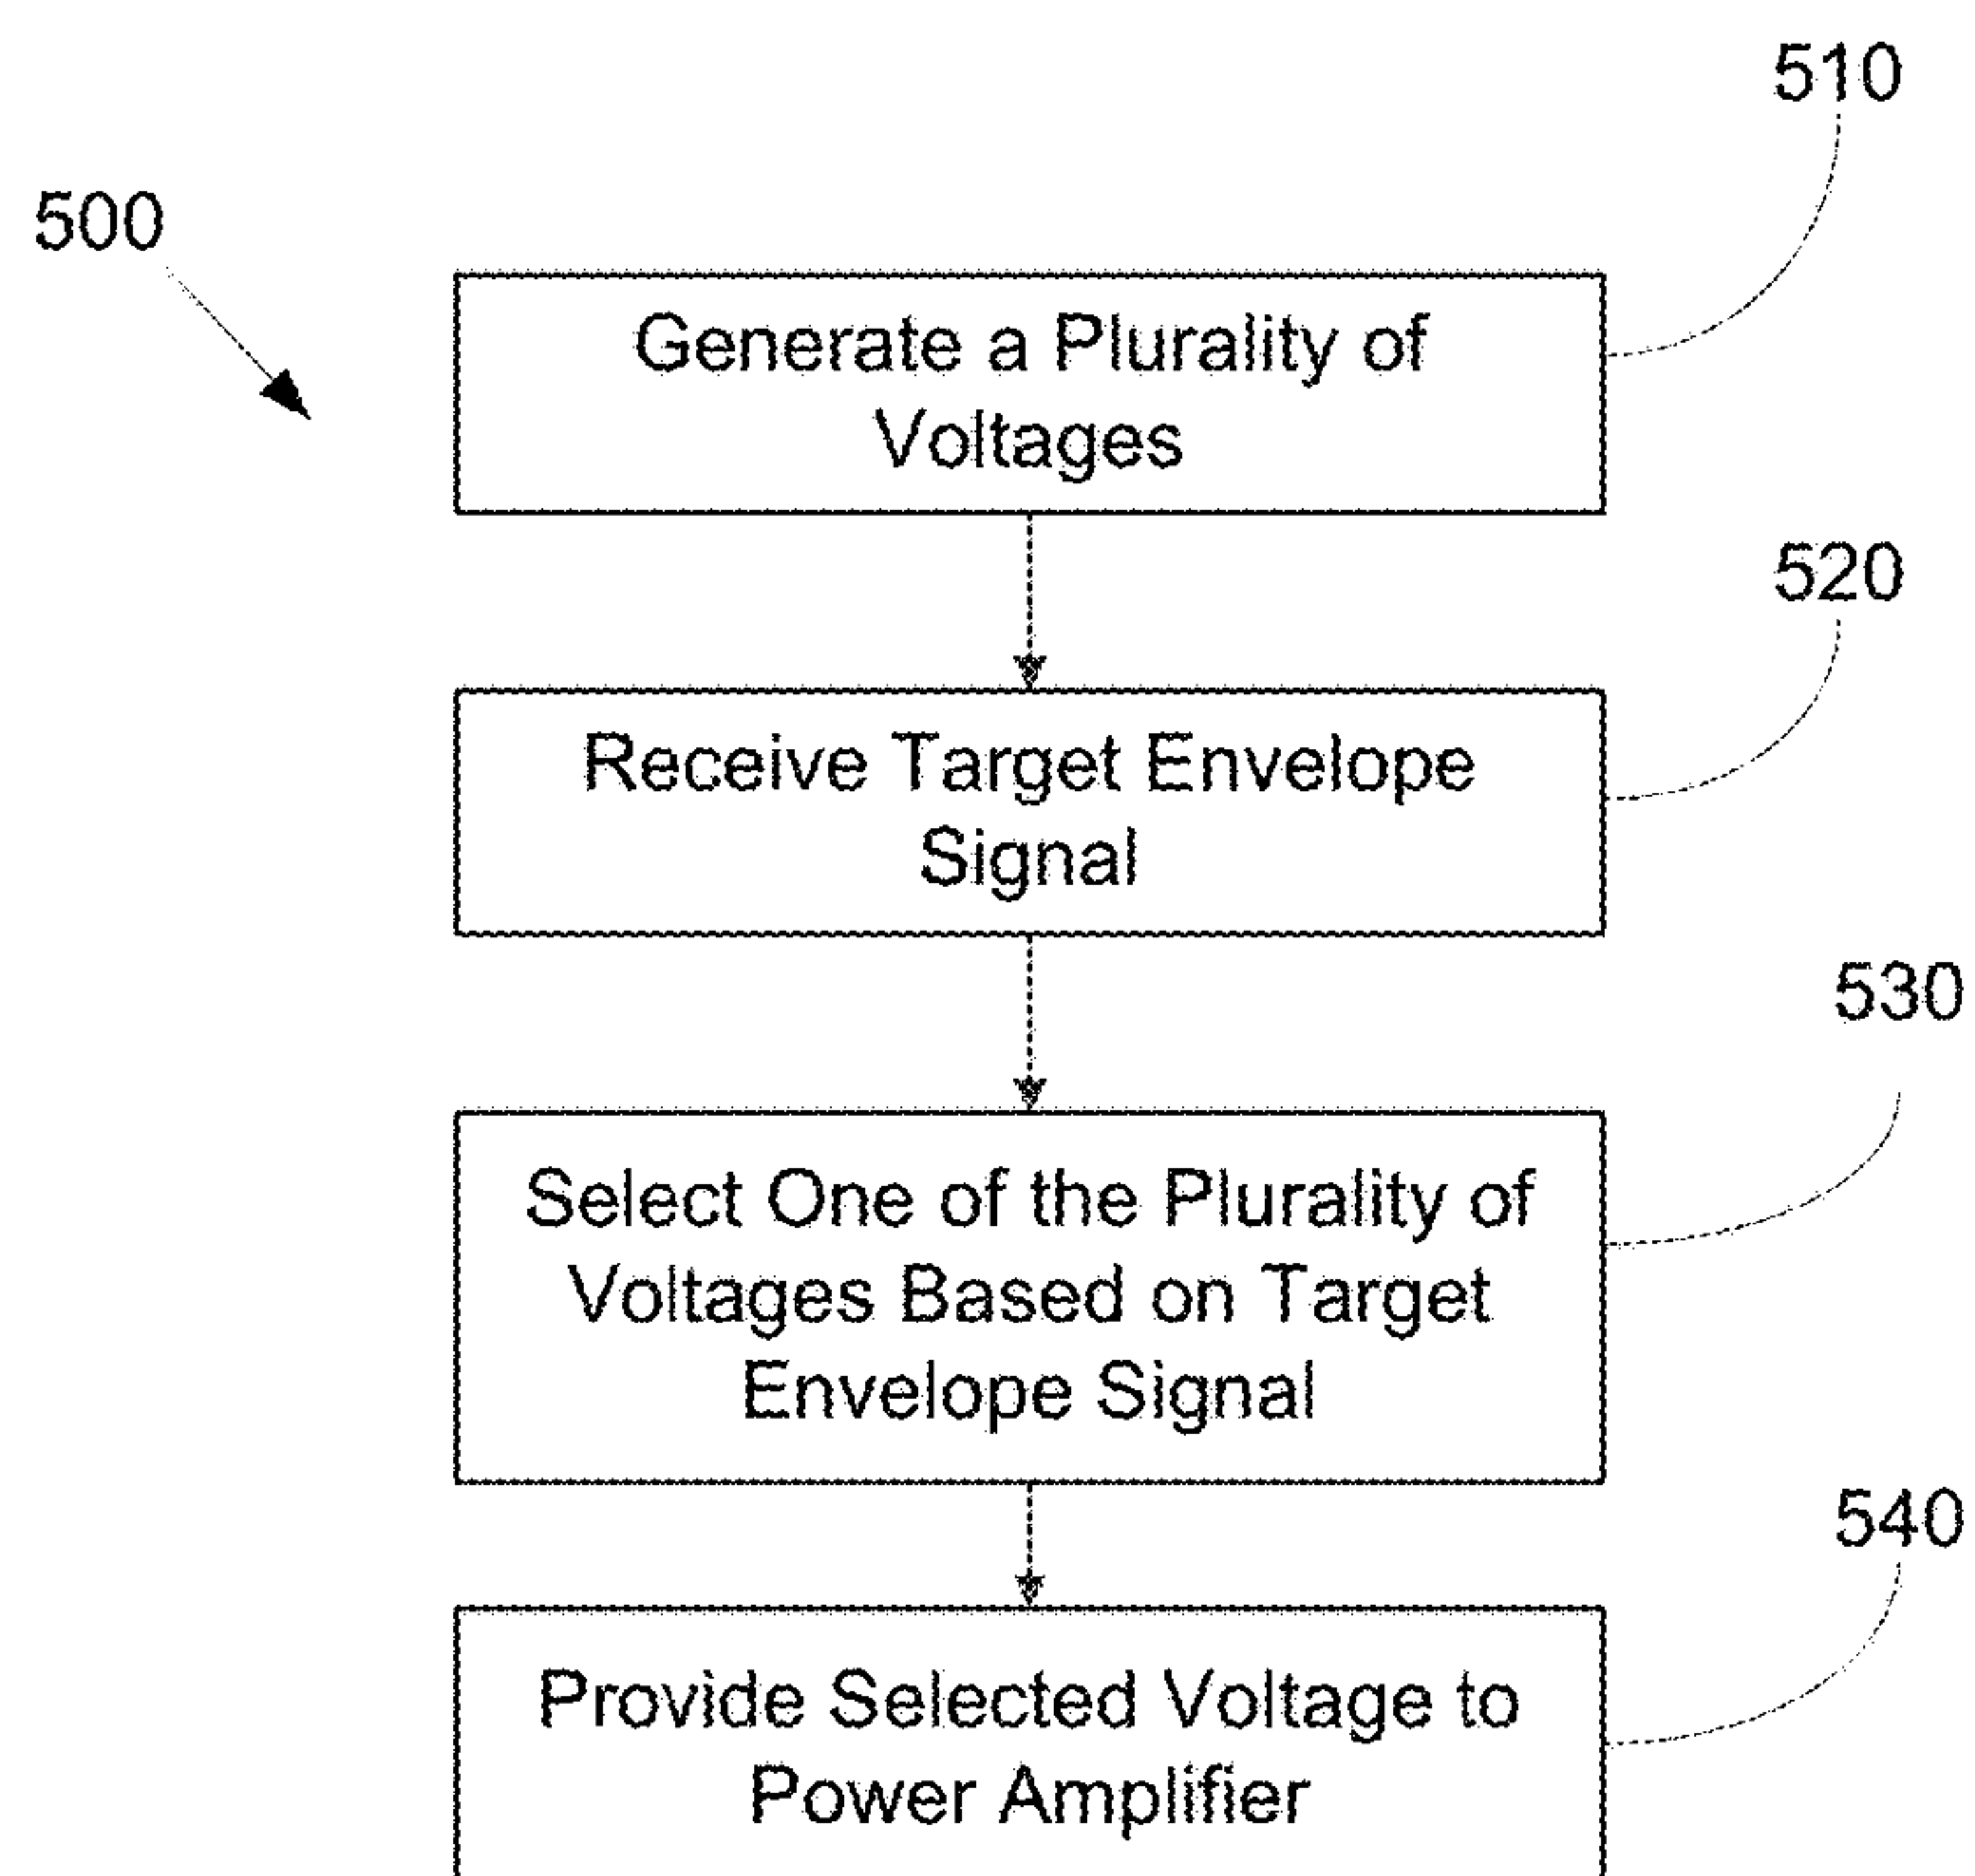 510
500
Generate a Plurality of
Voltages
520
Receive Target Envelope
Signal
530
Select One of the Plurality of
Voltages Based on Target
Envelope Signal
540
Provide Selected Voltage to
Power Amplifier